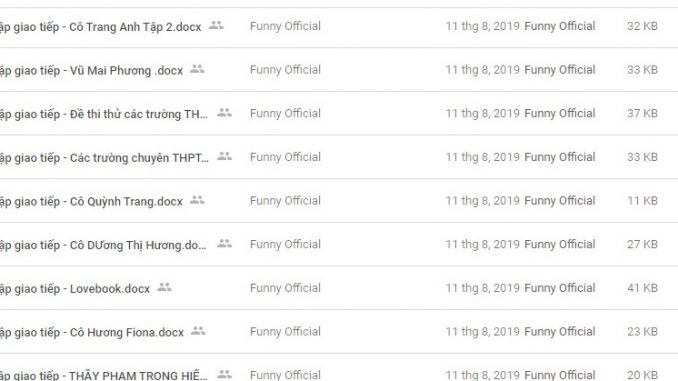 ập giao tiếp - Cô Trang Anh Tập 2.docx Funny Official 11 thg 8, 2019 Funny Official 32 KB
ập giao tiếp - Vũ Mai Phương .docx Funny Official 11 thg 8, 2019 Funny Official 33 KB
ập giao tiếp - Đề thi thử các trường TH... Funny Official 11 thg 8, 2019 Funny Official 37 KB
ập giao tiếp - Các trường chuyên THPT... Funny Official 11 thg 8, 2019 Funny Official 33 KB
ập giao tiếp - Cô Quỳnh Trang.docx Funny Official 11 thg 8, 2019 Funny Official 11 KB
ập giao tiếp - Cô DƯơng Thị Hương.do... Funny Official 11 thg 8, 2019 Funny Official 27 KB
ập giao tiếp - Lovebook.docx Funny Official 11 thg 8, 2019 Funny Official 41 KB
ập giao tiếp - Cô Hương Fiona.docx Funny Official 11 thg 8, 2019 Funny Official 23 KB
ập giao tiếp - THẦY PHẠM TRỌNG HIẾ... Funny Official 11 thg 8, 2019 Funny Official 20 KB